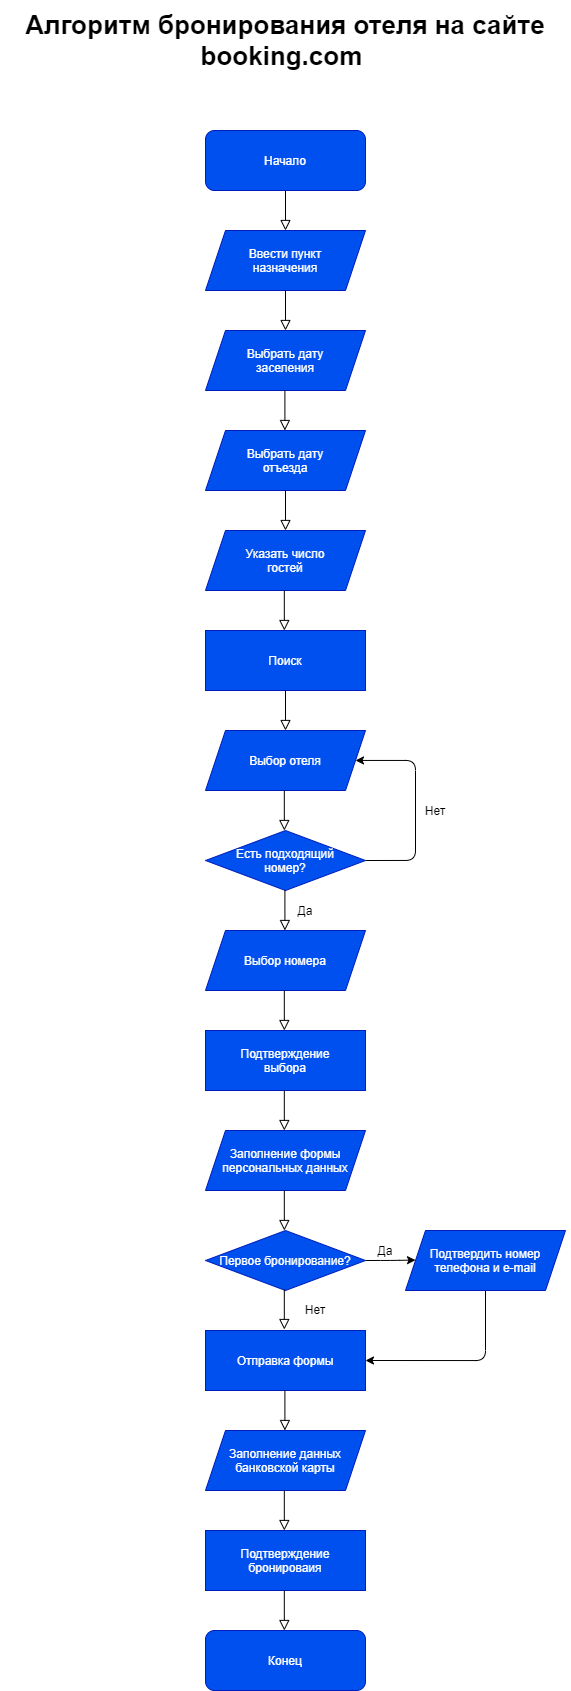 Алгоритм бронирования отеля на сайте
booking.com
Начало
Ввести пункт
назначения
Выбрать дату
заселения
Выбрать дату
отъезда
Указать число
гостей
Поиск
Выбор отеля
Нет
Есть подходящий
номер?
Да
Выбор номера
Подтверждение
выбора
Заполнение формы
персональных данных
Первое бронирование?
Да
Подтвердить номер
телефона и e-mail
Нет
Отправка формы
Заполнение данных
банковской карты
Подтверждение
бронироваия
Конец